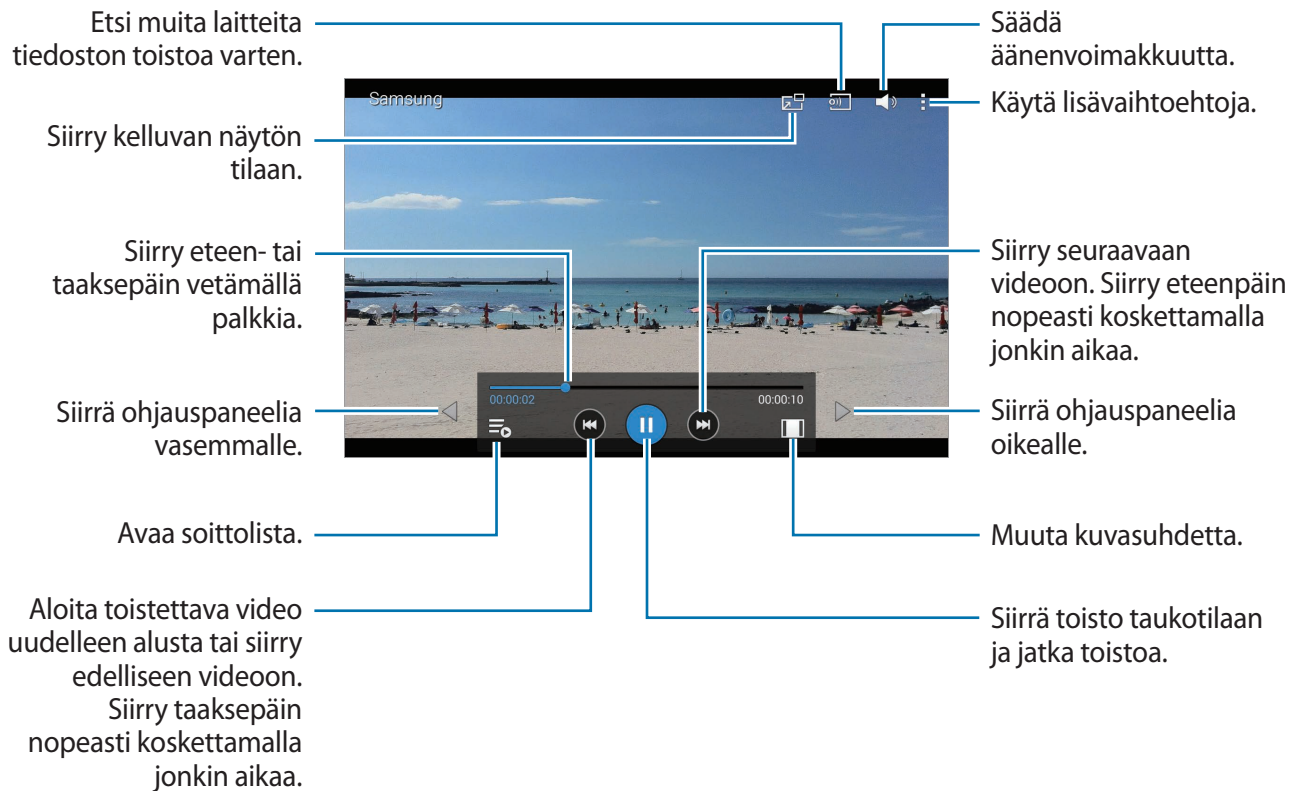 Etsi muita laitteita
tiedoston toistoa varten.
Säädä
äänenvoimakkuutta.
Samsung
Käytä lisävaihtoehtoja.
Siirry kelluvan näytön
tilaan.
Siirry eteen- tai
taaksepäin vetämällä
palkkia.
Siirry seuraavaan
videoon. Siirry eteenpäin
nopeasti koskettamalla
jonkin aikaa.
00:00:02
00:00:10
Siirrä ohjauspaneelia
vasemmalle.
Siirrä ohjauspaneelia
oikealle.
Avaa soittolista.
Muuta kuvasuhdetta.
Aloita toistettava video
uudelleen alusta tai siirry
edelliseen videoon.
Siirry taaksepäin
nopeasti koskettamalla
jonkin aikaa.
Siirrä toisto taukotilaan
ja jatka toistoa.